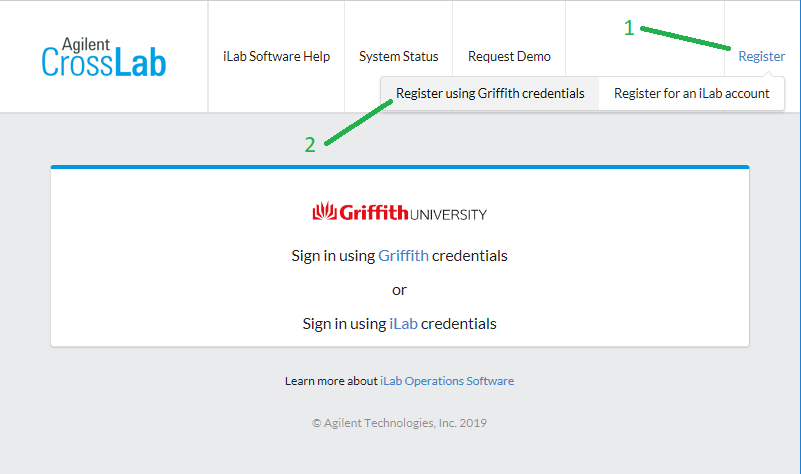 1
Agilent
CrossLab
iLab Software Help System Status Request Demo Register
Register using Griffith credentials Register for an iLab account
2
Griffith UNIVERSITY
Sign in using Griffith credentials
or
Sign in using iLab credentials
Learn more about iLab Operations Software
© Agilent Technologies, Inc. 2019